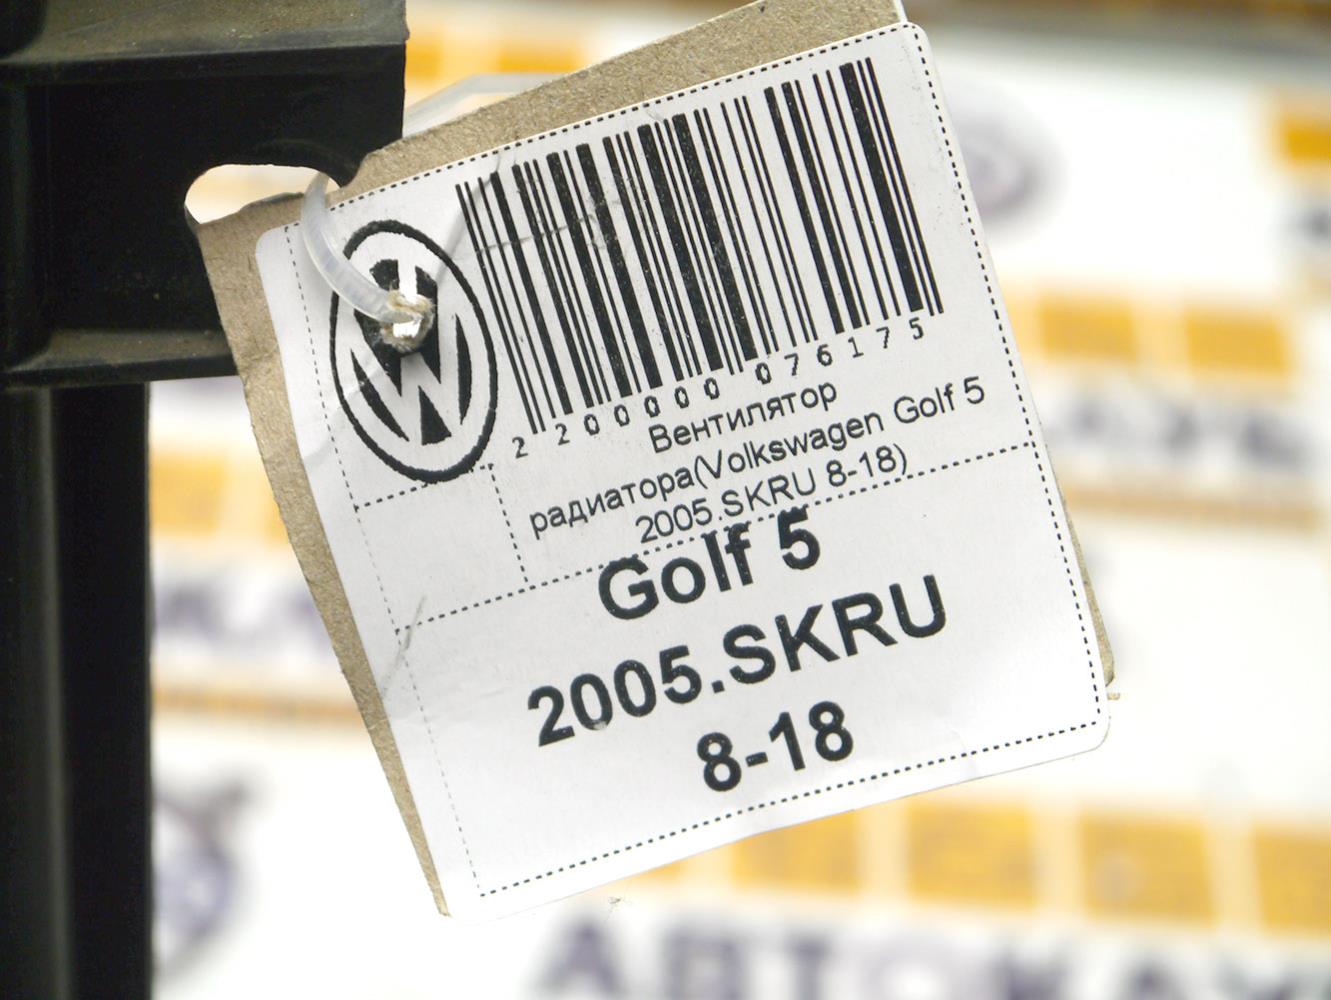 2 200000 076175
Вентилятор
радиатора(Volkswagen Golf 5
2005.SKRU 8-18)
Golf 5
2005.SKRU
8-18